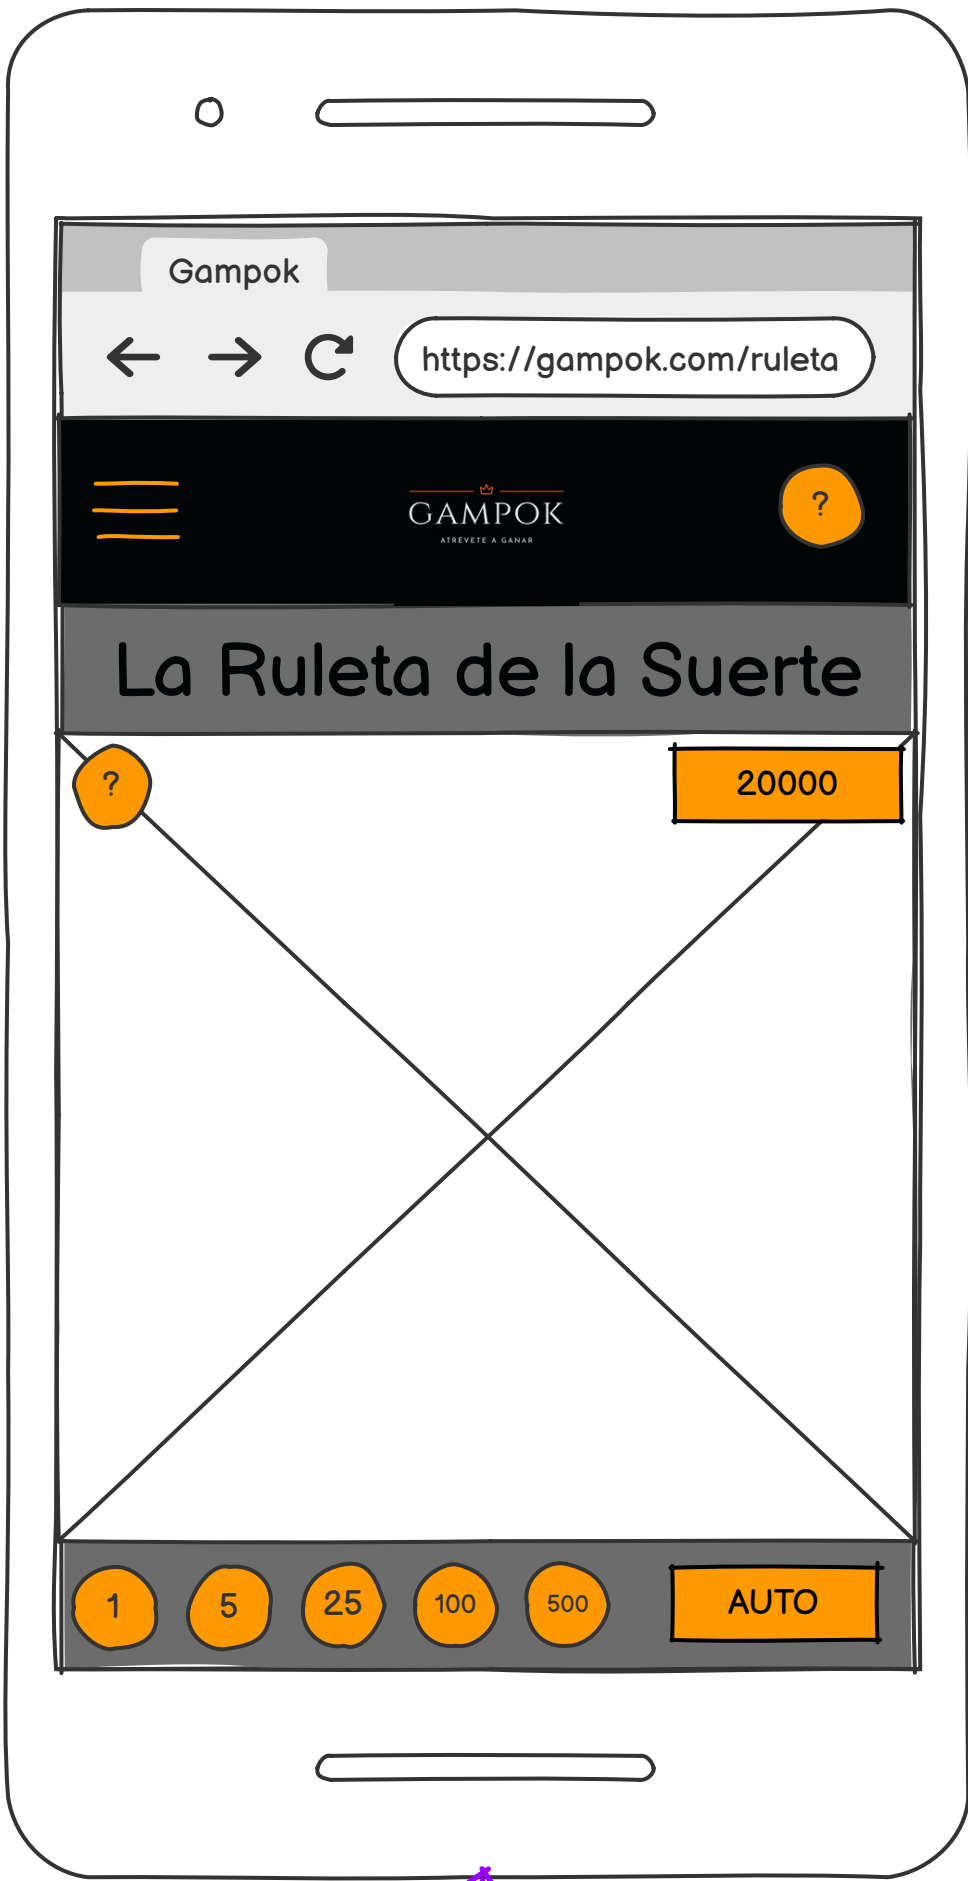 Gampok
https://gampok.com/ruleta
GAMPOK
ATRÉVETE A GANAR
?
La Ruleta de la Suerte
?
20000
1
5
25
100
500
AUTO